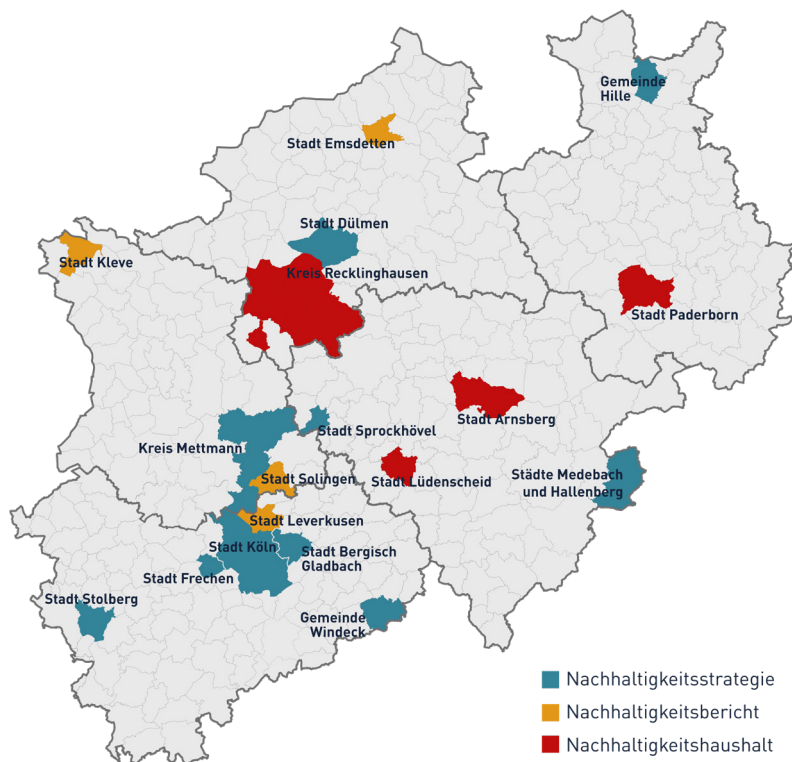 Gemeinde
Hille
Stadt Emsdetten
Stadt Dülmen
Stadt Kleve
Kreis Recklinghausen
Stadt Paderborn
Stadt Arnsberg
Stadt Sprockhövel
Kreis Mettmann
Stadt Solingen
Stadt Lüdenscheid
Städte Medebach
und Hallenberg
Stadt Leverkusen
Stadt Köln
Stadt Bergisch
Gladbach
Stadt Frechen
Stadt Stolberg
Gemeinde
Windeck
Nachhaltigkeitsstrategie
Nachhaltigkeitsbericht
Nachhaltigkeitshaushalt